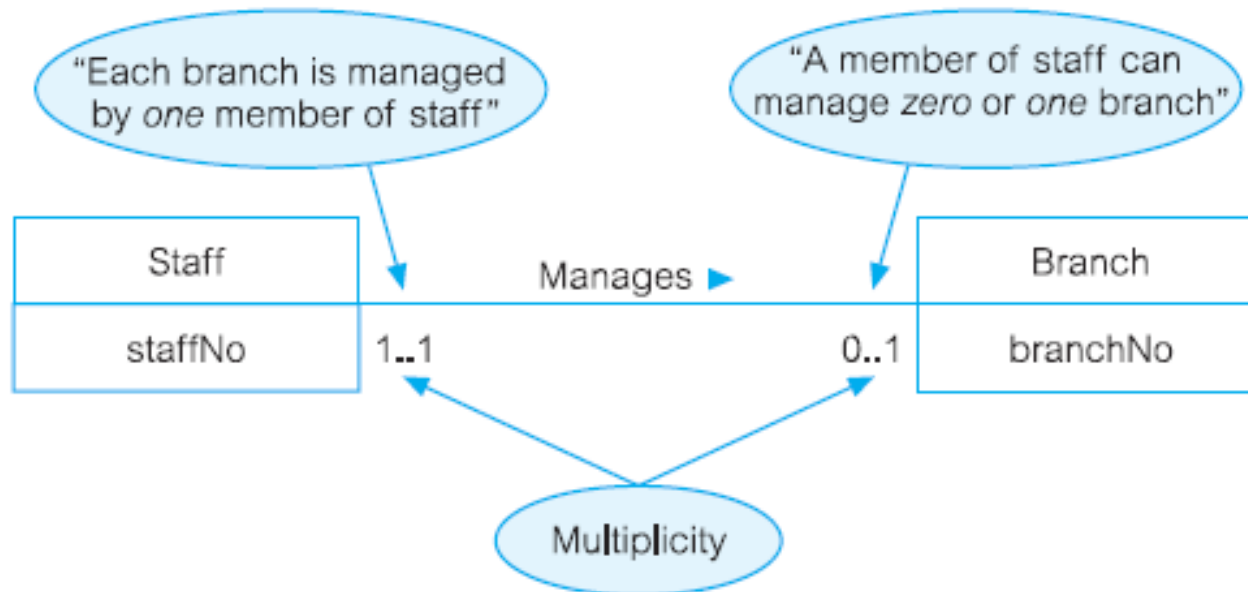 “Each branch is managed
by one member of staff”
“A member of staff can
manage zero or one branch”
Staff
Manages ►
Branch
staffNo
1..1
0..1
branchNo
Multiplicity